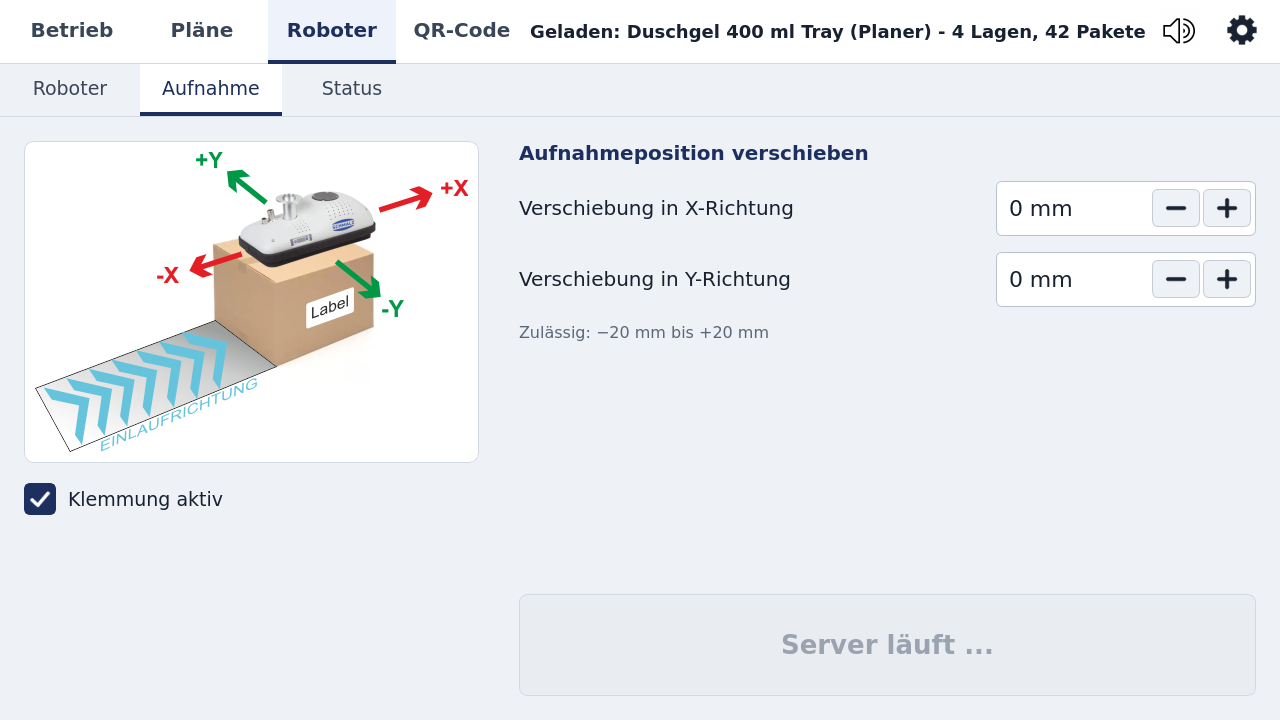 Betrieb
Pläne
Roboter
QR-Code
Geladen: Duschgel 400 ml Tray (Planer) - 4 Lagen, 42 Pakete
Roboter
Aufnahme
Status
+Y
+X
-X
-Y
SCHMALZ
Label
EINLAUFRICHTUNG
Klemmung aktiv
Aufnahmeposition verschieben
Verschiebung in X-Richtung
0 mm
Verschiebung in Y-Richtung
0 mm
Zulässig: −20 mm bis +20 mm
Server läuft ...